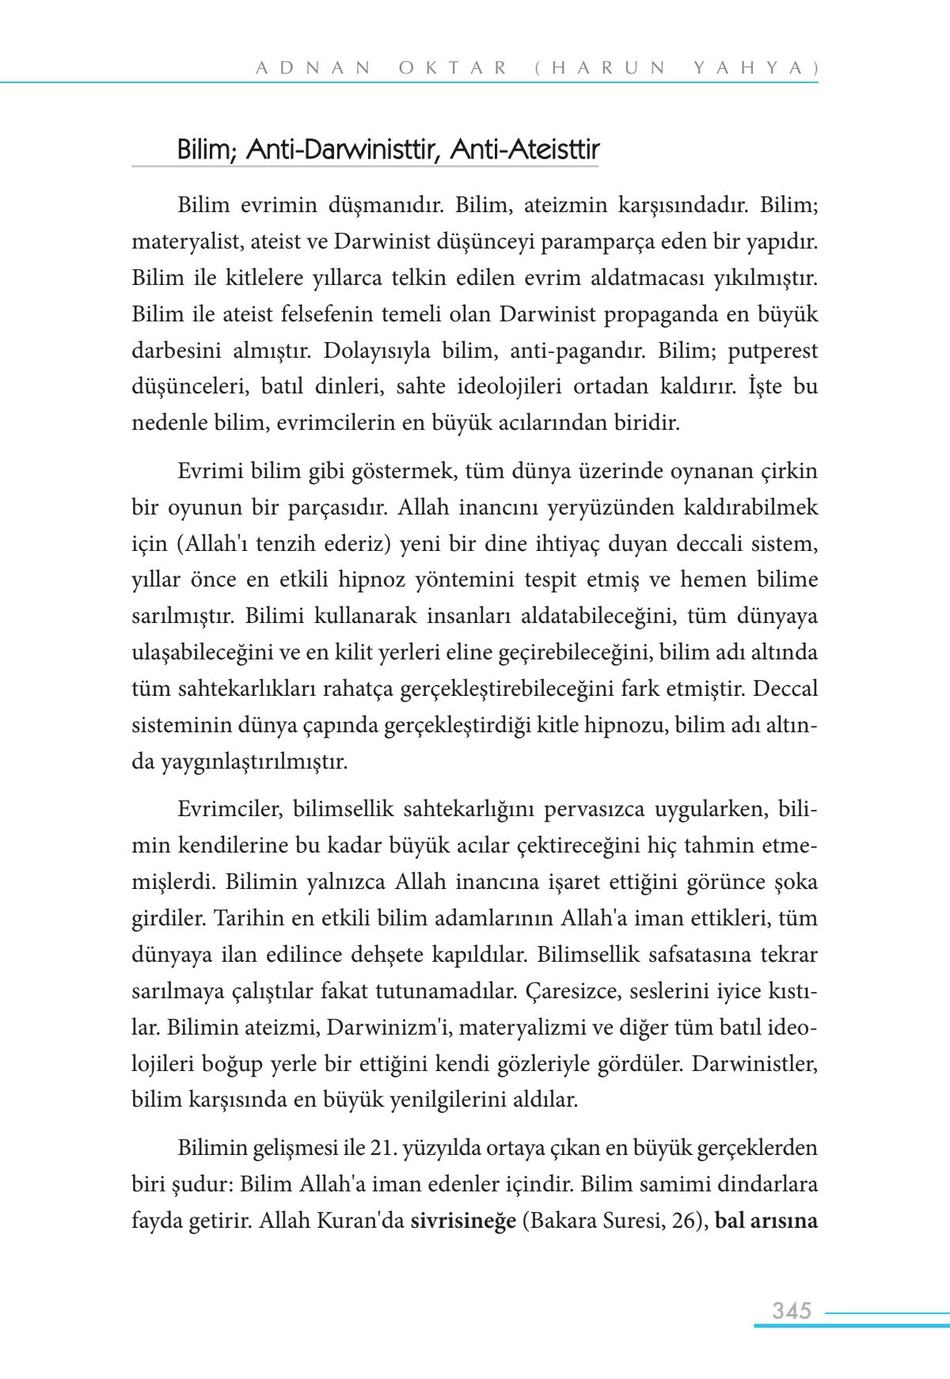 ADNAN OKTAR (HARUN YAHYA)
Bilim; Anti-Darwinisttir, Anti-Ateisttir
Bilim evrimin düşmanıdır. Bilim, ateizmin karşısındadır. Bilim;
materyalist, ateist ve Darwinist düşünceyi paramparça eden bir yapıdır.
Bilim ile kitlelere yıllarca telkin edilen evrim aldatmacası yıkılmıştır.
Bilim ile ateist felsefenin temeli olan Darwinist propaganda en büyük
darbesini almıştır. Dolayısıyla bilim, anti-pagandır. Bilim; putperest
düşünceleri, batıl dinleri, sahte ideolojileri ortadan kaldırır. İşte bu
nedenle bilim, evrimcilerin en büyük acılarından biridir.
Evrimi bilim gibi göstermek, tüm dünya üzerinde oynanan çirkin
bir oyunun bir parçasıdır. Allah inancını yeryüzünden kaldırabilmek
için (Allah'ı tenzih ederiz) yeni bir dine ihtiyaç duyan deccali sistem,
yıllar önce en etkili hipnoz yöntemini tespit etmiş ve hemen bilime
sarılmıştır. Bilimi kullanarak insanları aldatabileceğini, tüm dünyaya
ulaşabileceğini ve en kilit yerleri eline geçirebileceğini, bilim adı altında
tüm sahtekarlıkları rahatça gerçekleştirebileceğini fark etmiştir. Deccal
sisteminin dünya çapında gerçekleştirdiği kitle hipnozu, bilim adı altın-
da yaygınlaştırılmıştır.
Evrimciler, bilimsellik sahtekarlığını pervasızca uygularken, bili-
min kendilerine bu kadar büyük acılar çektireceğini hiç tahmin etme-
mişlerdi. Bilimin yalnızca Allah inancına işaret ettiğini görünce şoka
girdiler. Tarihin en etkili bilim adamlarının Allah'a iman ettikleri, tüm
dünyaya ilan edilince dehşete kapıldılar. Bilimsellik safsatasına tekrar
sarılmaya çalıştılar fakat tutunamadılar. Çaresizce, seslerini iyice kıstı-
lar. Bilimin ateizmi, Darwinizm'i, materyalizmi ve diğer tüm batıl ideo-
lojileri boğup yerle bir ettiğini kendi gözleriyle gördüler. Darwinistler,
bilim karşısında en büyük yenilgilerini aldılar.
Bilimin gelişmesi ile 21. yüzyılda ortaya çıkan en büyük gerçeklerden
biri şudur: Bilim Allah'a iman edenler içindir. Bilim samimi dindarlara
fayda getirir. Allah Kuran'da sivrisineğe (Bakara Suresi, 26), bal arısına
345